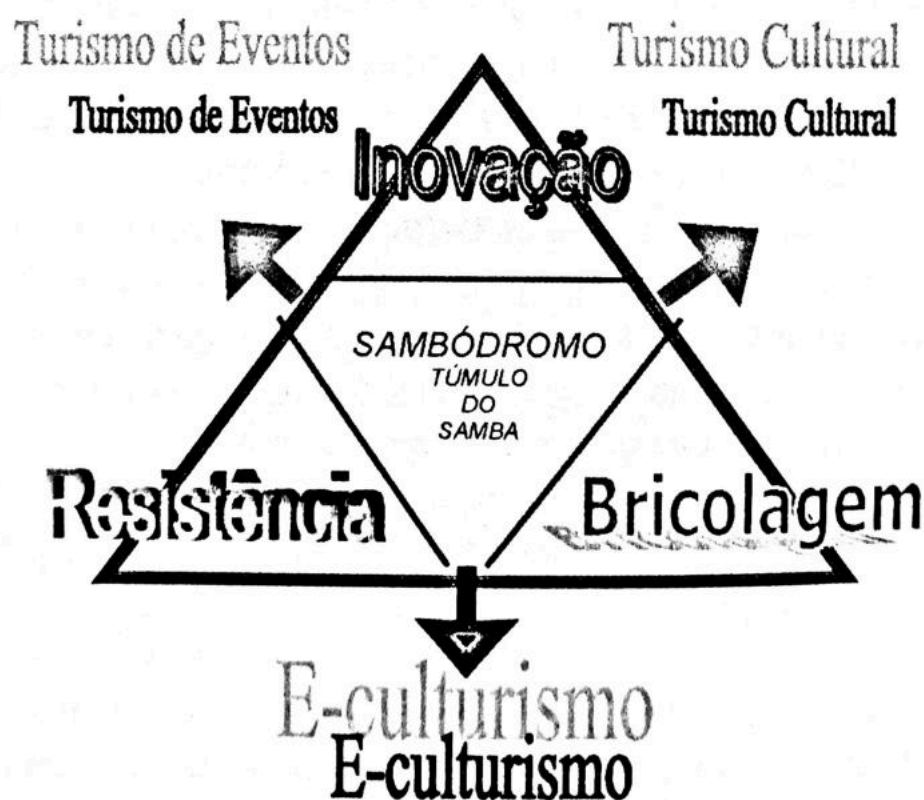 Turismo de Eventos
Turismo Cultural
Turismo de Eventos
Turismo Cultural
Inovação
SAMBÓDROMO
TÚMULO
DO
SAMBA
Resistência
Bricolagem
E-culturismo
E-culturismo